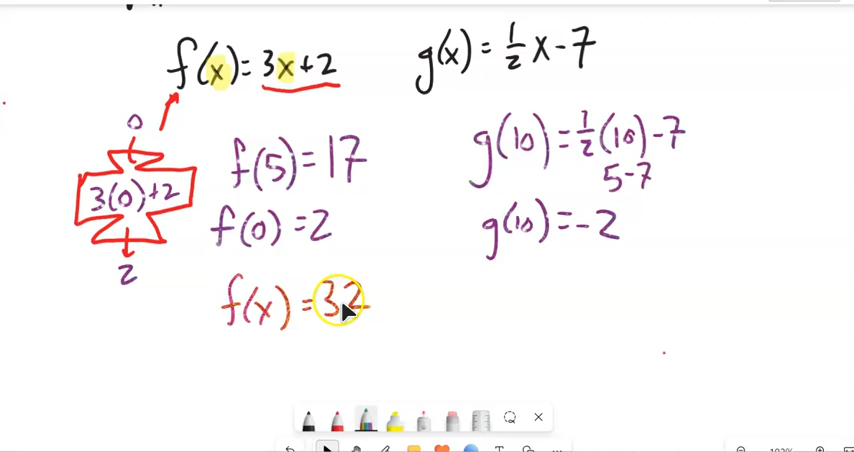 f(x) = 3x + 2
g(x) = 1/2 x - 7
0
3(0)+2
2
f(5) = 17
f(0) = 2
f(x) = 32
g(10) = 1/2 (10) - 7
5 - 7
g(10) = - 2